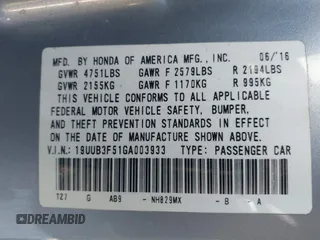 MFD. BY HONDA OF AMERICA MFG., INC. 06/16
GVWR 4751LBS GAWR F 2579LBS R 2194LBS
GVWR 2155KG GAWR F 1170KG R 995KG
THIS VEHICLE CONFORMS TO ALL APPLICABLE
FEDERAL MOTOR VEHICLE SAFETY, BUMPER,
AND THEFT PREVENTION STANDARDS IN EFFECT
ON THE DATE OF MANUFACTURE SHOWN ABOVE.
V.I.N.: 19UUB3F51GA003933 TYPE: PASSENGER CAR
127 G AB9 - NH829MX - B - A
DREAMBID